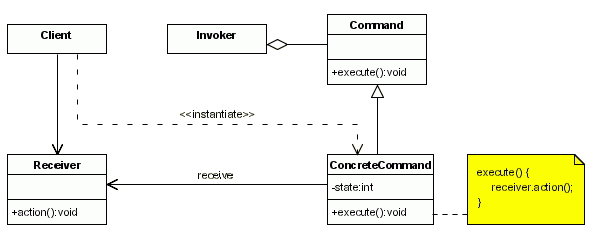 Client
Invoker
Command
+execute():void
<<instantiate>>
Receiver
+action():void
receive
ConcreteCommand
-state:int
+execute():void
execute() {
receiver.action();
}